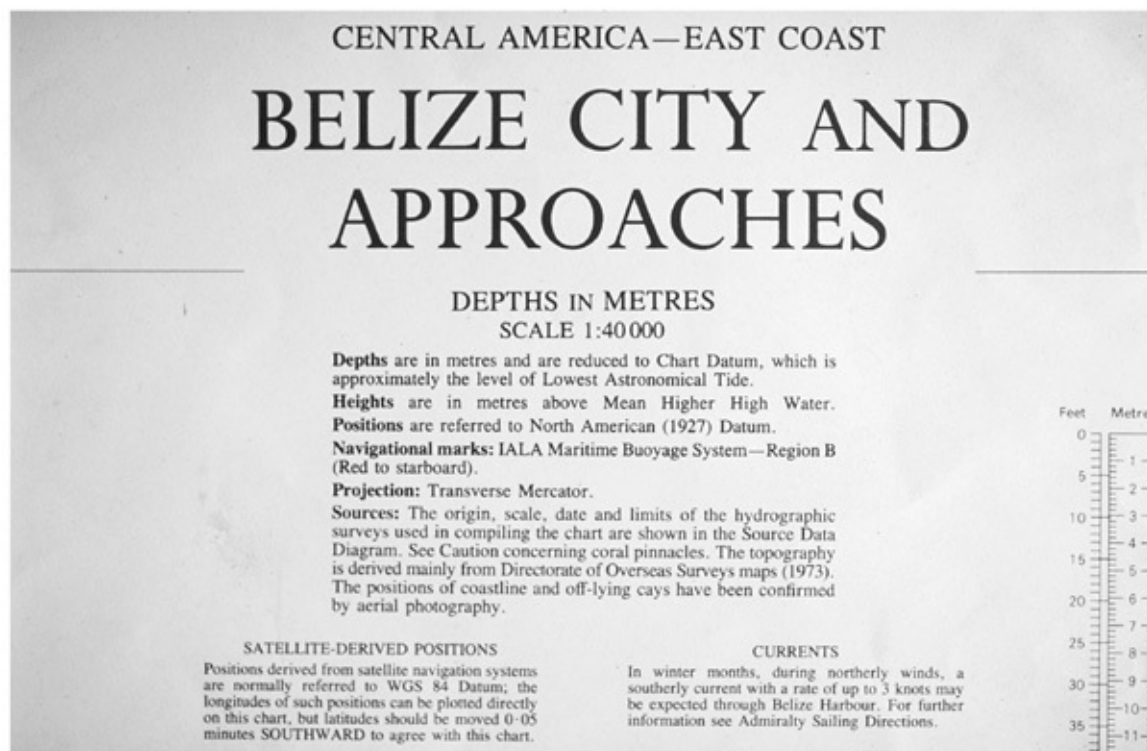 CENTRAL AMERICA—EAST COAST
BELIZE CITY AND
APPROACHES
DEPTHS IN METRES
SCALE 1:40 000
Depths are in metres and are reduced to Chart Datum, which is
approximately the level of Lowest Astronomical Tide.
Heights are in metres above Mean Higher High Water.
Positions are referred to North American (1927) Datum.
Navigational marks: IALA Maritime Buoyage System—Region B
(Red to starboard).
Projection: Transverse Mercator.
Sources: The origin, scale, date and limits of the hydrographic
surveys used in compiling the chart are shown in the Source Data
Diagram. See Caution concerning coral pinnacles. The topography
is derived mainly from Directorate of Overseas Surveys maps (1973).
The positions of coastline and off-lying cays have been confirmed
by aerial photography.
SATELLITE-DERIVED POSITIONS
Positions derived from satellite navigation systems
are normally referred to WGS 84 Datum; the
longitudes of such positions can be plotted directly
on this chart, but latitudes should be moved 0·05
minutes SOUTHWARD to agree with this chart.
CURRENTS
In winter months, during northerly winds, a
southerly current with a rate of up to 3 knots may
be expected through Belize Harbour. For further
information see Admiralty Sailing Directions.
Feet Metre
0
1
5
2
10 3
4
15
5
20 6
7
25
8
30 9
10
35
11